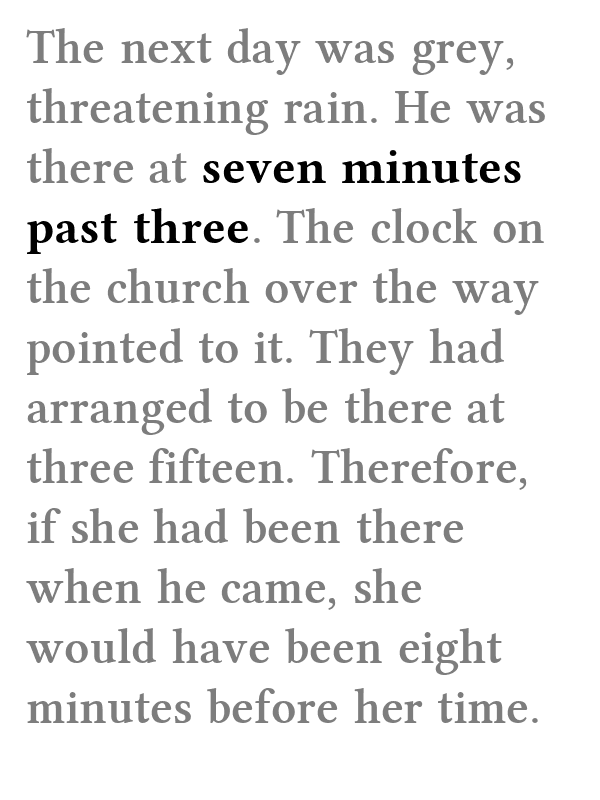 The next day was grey,
threatening rain. He was
there at seven minutes
past three. The clock on
the church over the way
pointed to it. They had
arranged to be there at
three fifteen. Therefore,
if she had been there
when he came, she
would have been eight
minutes before her time.